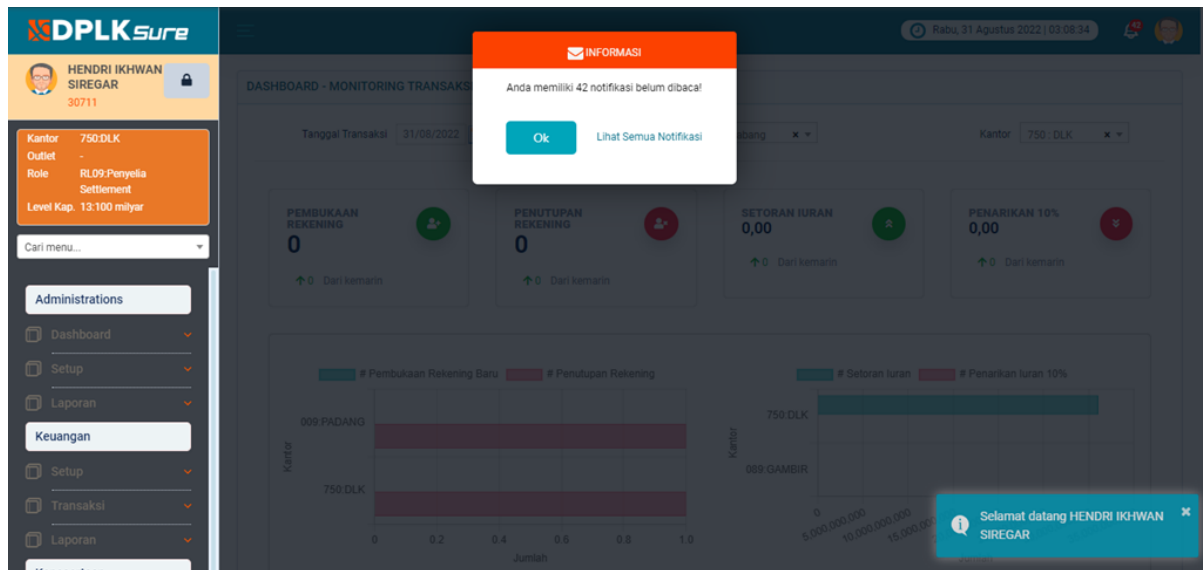 DPLKsure
HENDRI IKHWAN
SIREGAR
30711
Kantor 750:DLK
Outlet -
Role RL09:Penyelia
Settlement
Level Kap. 13:100 milyar
Cari menu...
Administrations
Dashboard
Setup
Laporan
Keuangan
Setup
Transaksi
Laporan
Rabu, 31 Agustus 2022 | 03:08:34
42
INFORMASI
Anda memiliki 42 notifikasi belum dibaca!
Ok Lihat Semua Notifikasi
DASHBOARD - MONITORING TRANSAKSI
Tanggal Transaksi 31/08/2022
Kantor 750 : DLK
PEMBUKAAN
REKENING
0
0 Dari kemarin
PENUTUPAN
REKENING
0
0 Dari kemarin
SETORAN IURAN
0,00
0 Dari kemarin
PENARIKAN 10%
0,00
0 Dari kemarin
# Pembukaan Rekening Baru # Penutupan Rekening
Kantor
009:PADANG
750:DLK
0 0.2 0.4 0.6 0.8 1.0
Jumlah
# Setoran Iuran # Penarikan Iuran 10%
Kantor
750:DLK
089:GAMBIR
0 5,000,000,000 10,000,000,000
Selamat datang HENDRI IKHWAN
SIREGAR